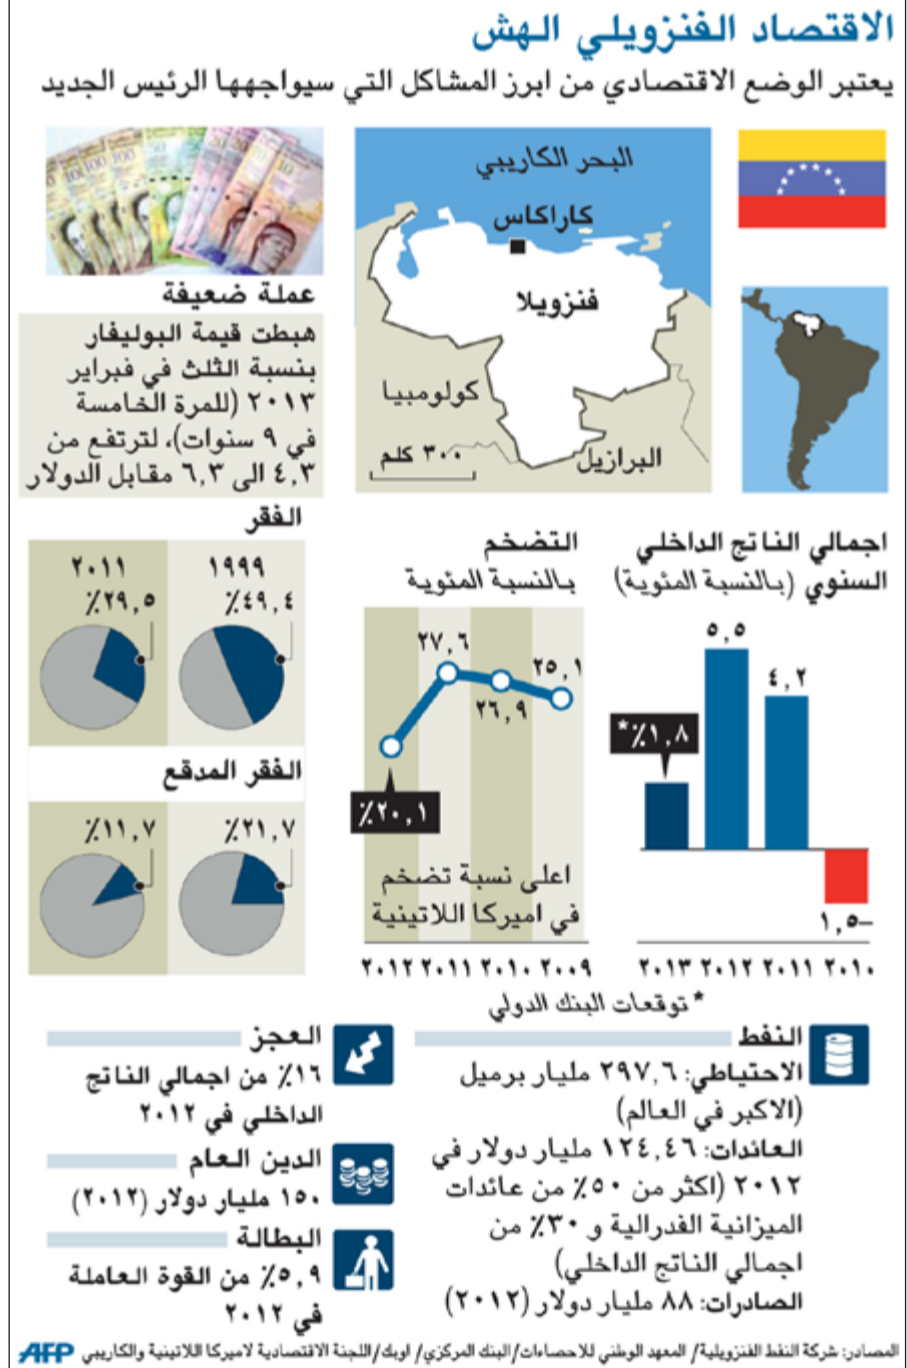 الاقتصاد الفنزويلي الهش
يعتبر الوضع الاقتصادي من ابرز المشاكل التي سيواجهها الرئيس الجديد
البحر الكاريبي
كاراكاس
فنزويلا
كولومبيا
البرازيل
٣٠٠ كلم
عملة ضعيفة
هبطت قيمة البوليفار
بنسبة الثلث في فبراير
٢٠١٣ (للمرة الخامسة
في ٩ سنوات)، لترتفع من
٤,٣ الى ٦,٣ مقابل الدولار
اجمالي الناتج الداخلي
السنوي (بالنسبة المئوية)
٥,٥
٤,٢
*٪١,٨
–١,٥
٢٠١٠ ٢٠١١ ٢٠١٢ ٢٠١٣
التضخم
بالنسبة المئوية
٢٧,٦
٢٥,١
٢٦,٩
٪٢٠,١
اعلى نسبة تضخم
في اميركا اللاتينية
٢٠٠٩ ٢٠١٠ ٢٠١١ ٢٠١٢
* توقعات البنك الدولي
الفقر
١٩٩٩ ٢٠١١
٪٤٩,٤ ٪٢٩,٥
الفقر المدقع
٪٢١,٧ ٪١١,٧
النفط
الاحتياطي: ٢٩٧,٦ مليار برميل
(الاكبر في العالم)
العائدات: ١٢٤,٤٦ مليار دولار في
٢٠١٢ (اكثر من ٥٠٪ من عائدات
الميزانية الفدرالية و ٣٠٪ من
اجمالي الناتج الداخلي)
الصادرات: ٨٨ مليار دولار (٢٠١٢)
العجز
١٦٪ من اجمالي الناتج
الداخلي في ٢٠١٢
الدين العام
١٥٠ مليار دولار (٢٠١٢)
البطالة
٥,٩٪ من القوة العاملة
في ٢٠١٢
المصادر: شركة النفط الفنزويلية/ المعهد الوطني للاحصاءات/البنك المركزي/ اوبك/اللجنة الاقتصادية لاميركا اللاتينية والكاريبي AFP